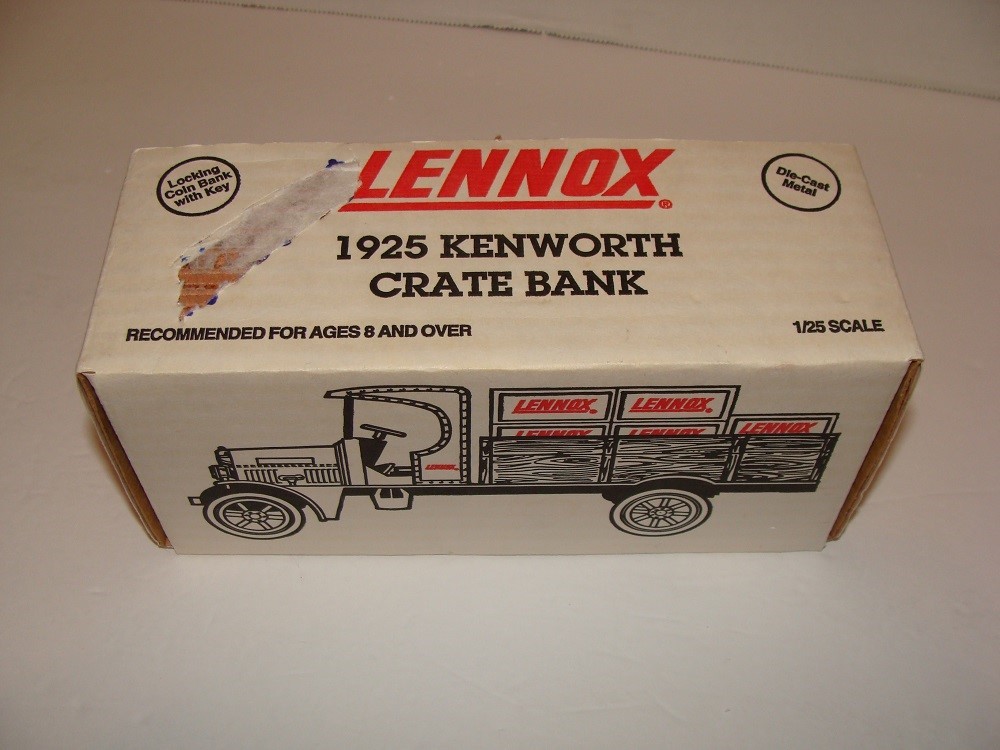 Locking
Coin Bank
with Key
LENNOX®
Die-Cast
Metal
1925 KENWORTH
CRATE BANK
RECOMMENDED FOR AGES 8 AND OVER
1/25 SCALE
LENNOX®
LENNOX®
LENNOX
LENNOX
LENNOX
LENNOX